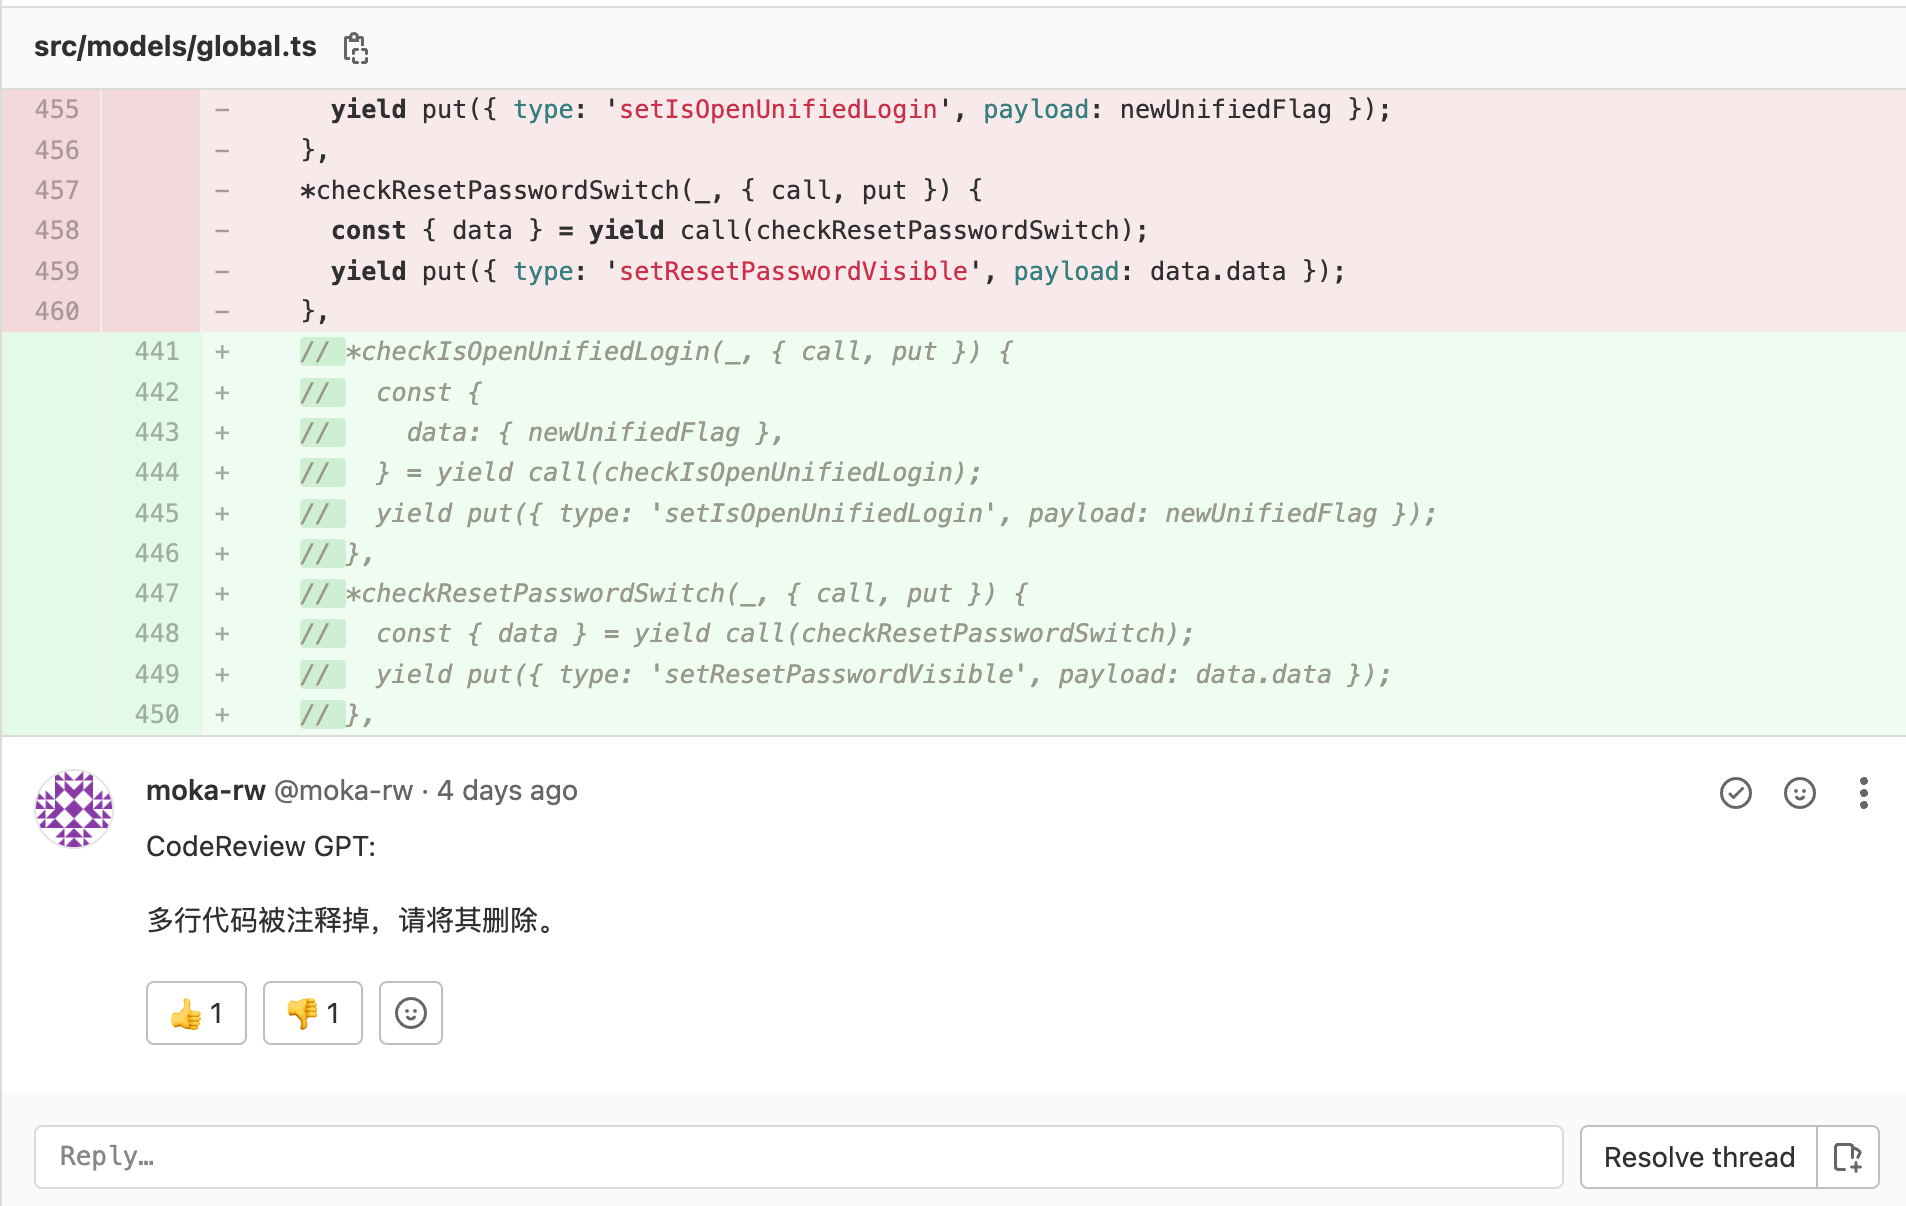 src/models/global.ts
455 − yield put({ type: 'setIsOpenUnifiedLogin', payload: newUnifiedFlag });
456 − },
457 − *checkResetPasswordSwitch(_, { call, put }) {
458 − const { data } = yield call(checkResetPasswordSwitch);
459 − yield put({ type: 'setResetPasswordVisible', payload: data.data });
460 − },
441 + // *checkIsOpenUnifiedLogin(_, { call, put }) {
442 + // const {
443 + // data: { newUnifiedFlag },
444 + // } = yield call(checkIsOpenUnifiedLogin);
445 + // yield put({ type: 'setIsOpenUnifiedLogin', payload: newUnifiedFlag });
446 + // },
447 + // *checkResetPasswordSwitch(_, { call, put }) {
448 + // const { data } = yield call(checkResetPasswordSwitch);
449 + // yield put({ type: 'setResetPasswordVisible', payload: data.data });
450 + // },
moka-rw @moka-rw · 4 days ago
CodeReview GPT:
多行代码被注释掉，请将其删除。
👍 1 👎 1
Reply…
Resolve thread